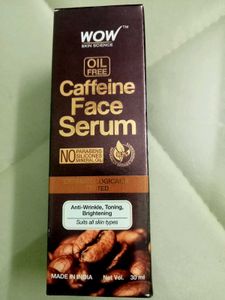 WOW
SKIN SCIENCE
OIL
FREE
Caffeine
Face
Serum
NO PARABENS
SILICONES
MINERAL OIL
Anti-Wrinkle, Toning,
Brightening
Suits all skin types
MADE IN INDIA Net Vol. 30 ml